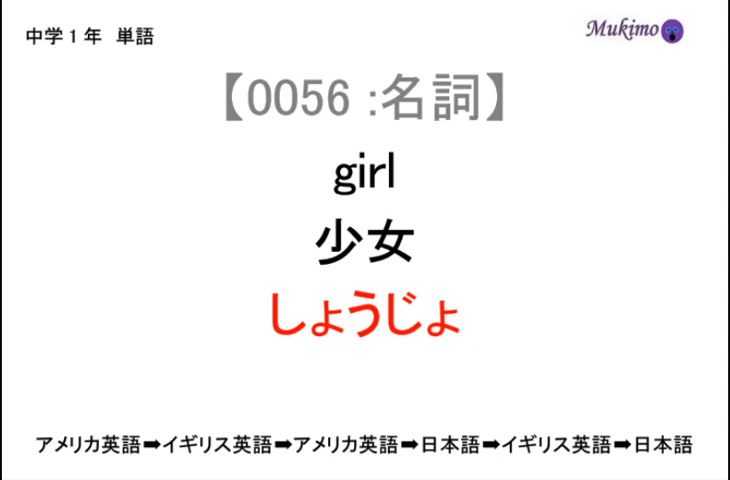 中学１年 単語
Mukimo
【0056 :名詞】
girl
少女
しょうじょ
アメリカ英語➡イギリス英語➡アメリカ英語➡日本語➡イギリス英語➡日本語